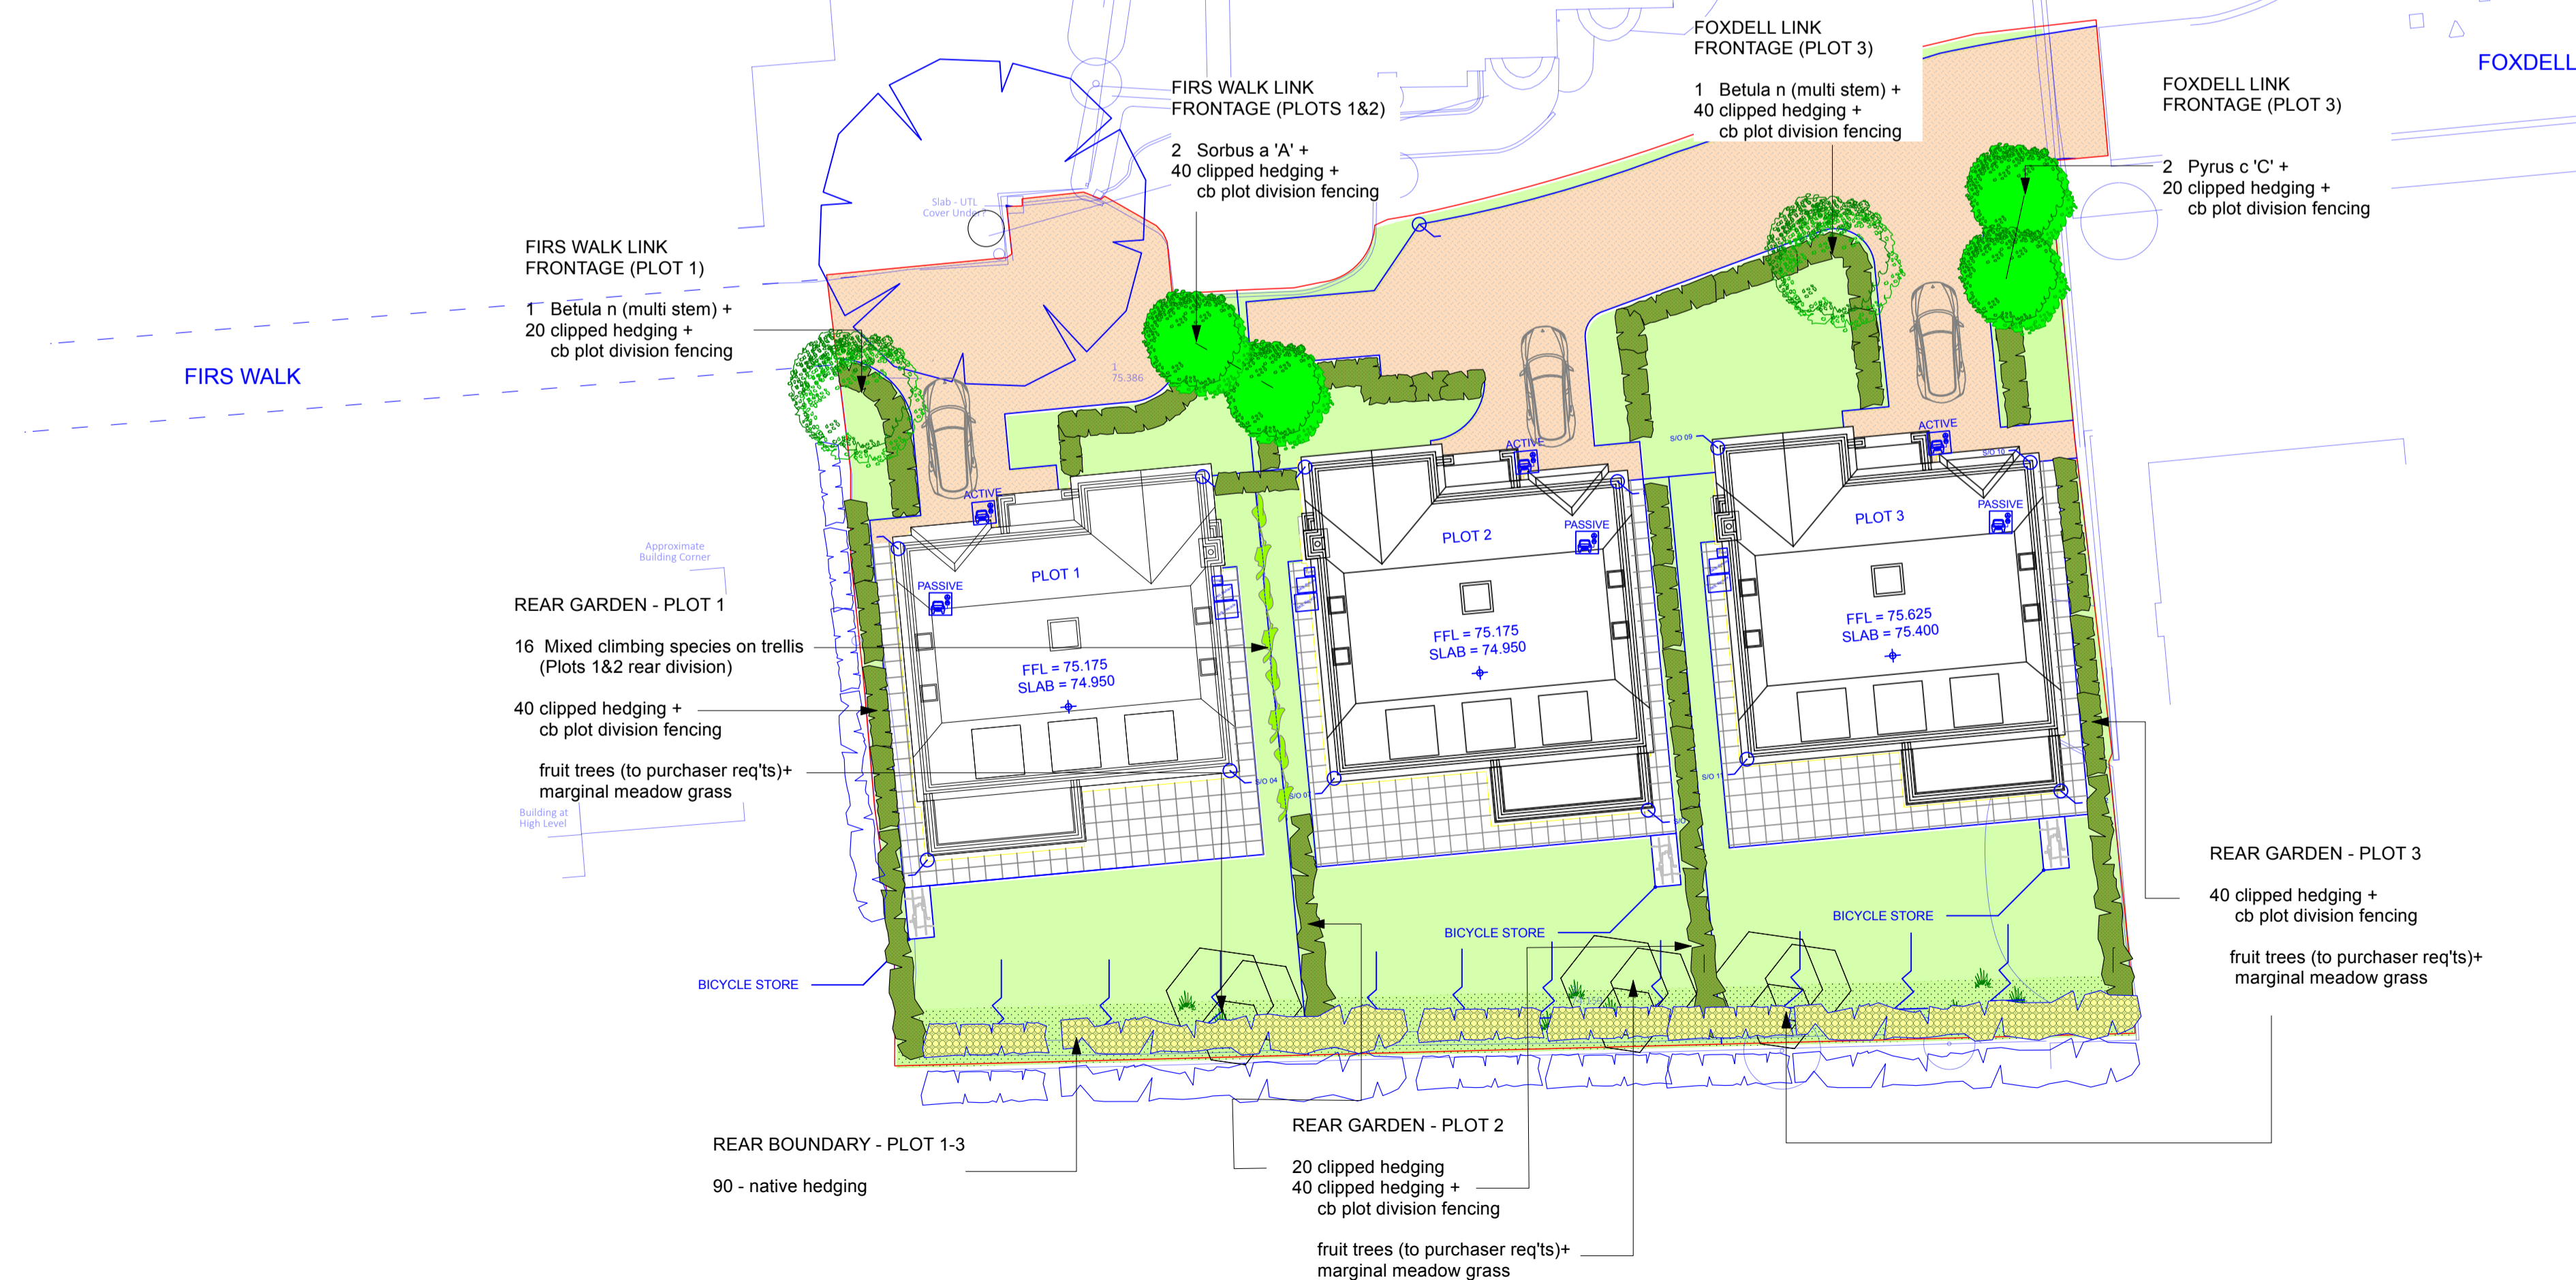 FOXDELL LINK
FRONTAGE (PLOT 3)
1 Betula n (multi stem) +
40 clipped hedging +
cb plot division fencing
FOXDELL
FOXDELL LINK
FRONTAGE (PLOT 3)
2 Pyrus c 'C' +
20 clipped hedging +
cb plot division fencing
FIRS WALK LINK
FRONTAGE (PLOTS 1&2)
2 Sorbus a 'A' +
40 clipped hedging +
cb plot division fencing
Slab - UTL
Cover Under?
FIRS WALK LINK
FRONTAGE (PLOT 1)
1 Betula n (multi stem) +
20 clipped hedging +
cb plot division fencing
FIRS WALK
1
75.386
ACTIVE
ACTIVE
ACTIVE
S/O 09
S/O 10
PASSIVE
PASSIVE
PASSIVE
PLOT 1
PLOT 2
PLOT 3
Approximate
Building Corner
FFL = 75.175
SLAB = 74.950
FFL = 75.175
SLAB = 74.950
FFL = 75.625
SLAB = 75.400
REAR GARDEN - PLOT 1
16 Mixed climbing species on trellis
(Plots 1&2 rear division)
40 clipped hedging +
cb plot division fencing
fruit trees (to purchaser req'ts)+
marginal meadow grass
Building at
High Level
S/O 04
S/O 07
S/O 11
BICYCLE STORE
BICYCLE STORE
BICYCLE STORE
REAR GARDEN - PLOT 3
40 clipped hedging +
cb plot division fencing
fruit trees (to purchaser req'ts)+
marginal meadow grass
REAR BOUNDARY - PLOT 1-3
90 - native hedging
REAR GARDEN - PLOT 2
20 clipped hedging
40 clipped hedging +
cb plot division fencing
fruit trees (to purchaser req'ts)+
marginal meadow grass